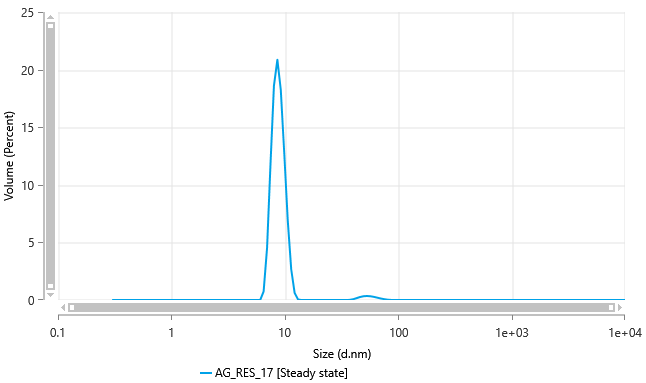 25
20
15
10
5
0
Volume (Percent)
0.1 1 10 100 1e+03 1e+04
Size (d.nm)
AG_RES_17 [Steady state]